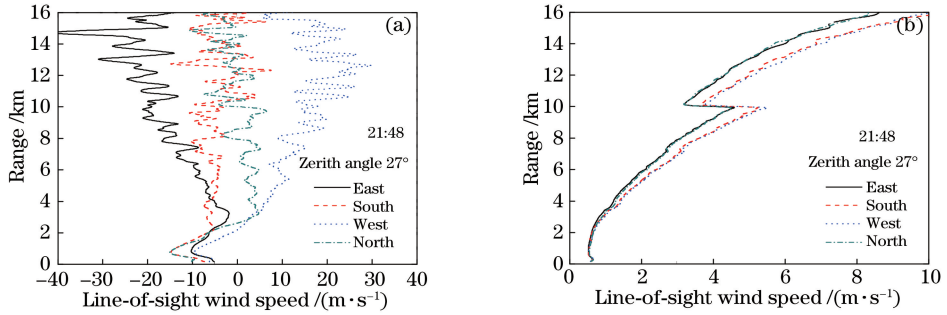 (a)
Range /km
16
14
12
10
8
6
4
2
0
21:48
Zerith angle 27°
East
South
West
North
−40 −30 −20 −10 0 10 20 30 40
Line-of-sight wind speed /(m·s⁻¹)
(b)
Range /km
16
14
12
10
8
6
4
2
0
21:48
Zerith angle 27°
East
South
West
North
0 2 4 6 8 10
Line-of-sight wind speed /(m·s⁻¹)